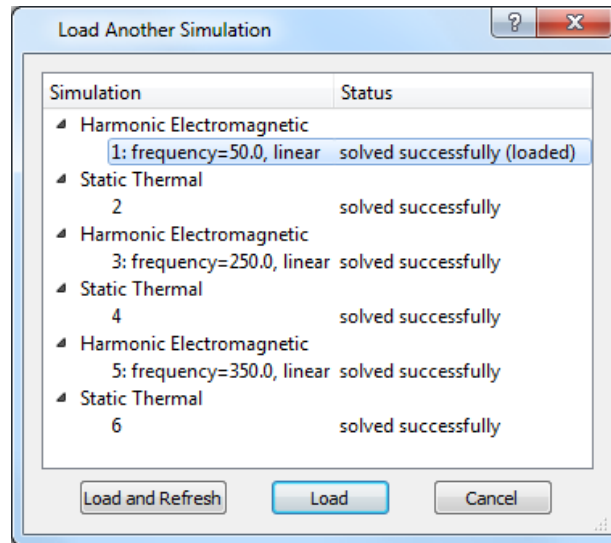 Load Another Simulation
?
Simulation Status
Harmonic Electromagnetic
1: frequency=50.0, linear solved successfully (loaded)
Static Thermal
2 solved successfully
Harmonic Electromagnetic
3: frequency=250.0, linear solved successfully
Static Thermal
4 solved successfully
Harmonic Electromagnetic
5: frequency=350.0, linear solved successfully
Static Thermal
6 solved successfully
Load and Refresh Load Cancel